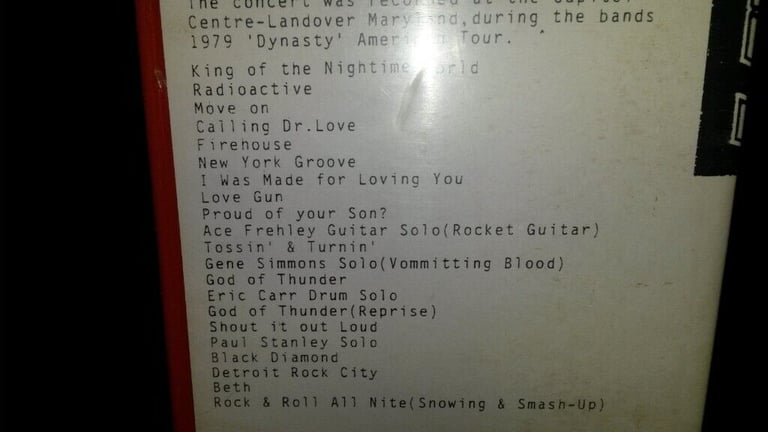 The concert was recorded at the Capitol
Centre-Landover Maryland,during the bands
1979 'Dynasty' American Tour.
King of the Nightime World
Radioactive
Move on
Calling Dr.Love
Firehouse
New York Groove
I Was Made for Loving You
Love Gun
Proud of your Son?
Ace Frehley Guitar Solo(Rocket Guitar)
Tossin' & Turnin'
Gene Simmons Solo(Vommitting Blood)
God of Thunder
Eric Carr Drum Solo
God of Thunder(Reprise)
Shout it out Loud
Paul Stanley Solo
Black Diamond
Detroit Rock City
Beth
Rock & Roll All Nite(Snowing & Smash-Up)